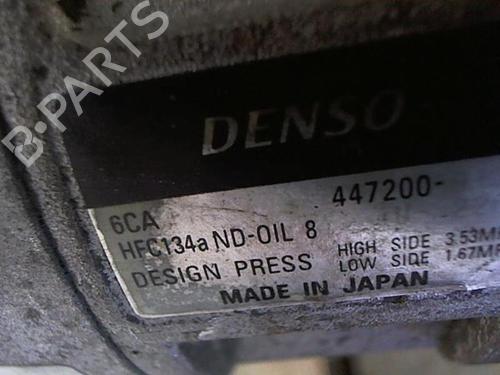 B-PARTS
DENSO
6CA 447200-
HFC134a ND-OIL 8
DESIGN PRESS HIGH SIDE 3.53M
LOW SIDE 1.67M
MADE IN JAPAN